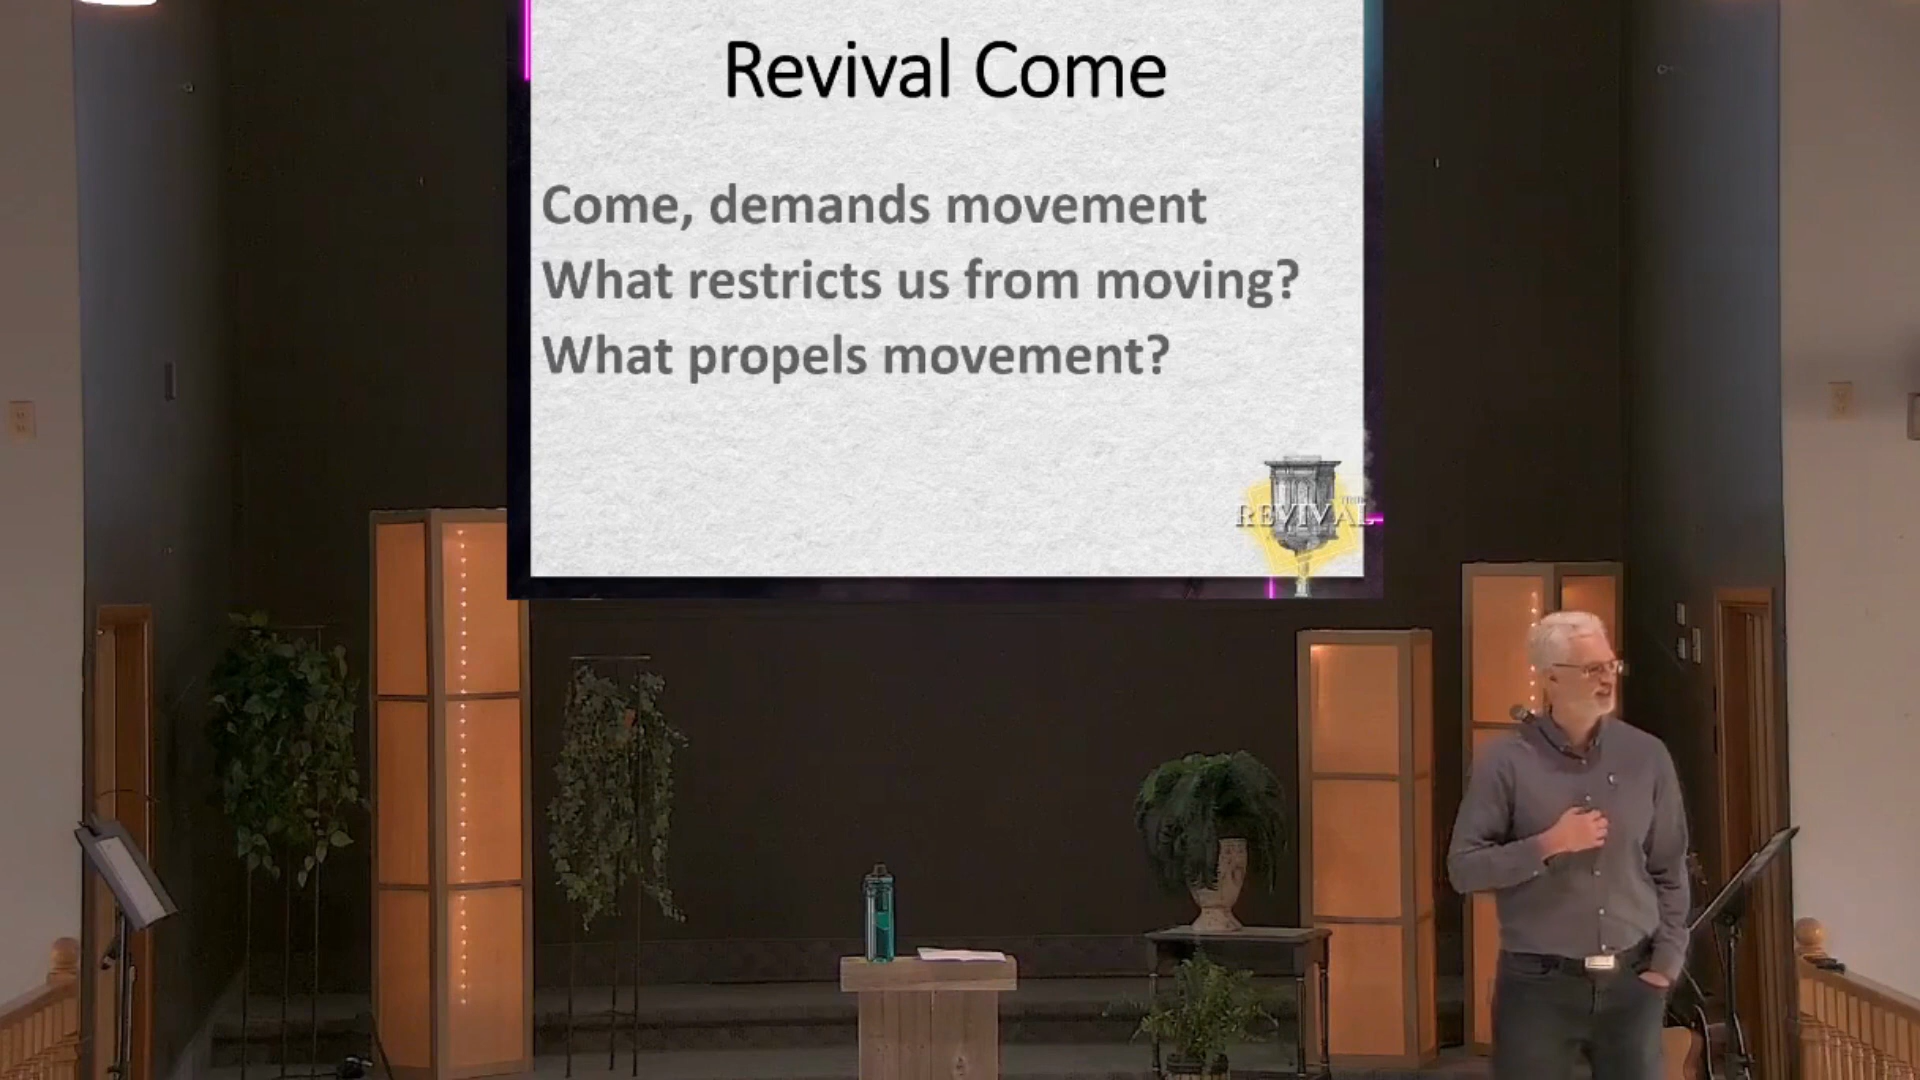 Revival Come
Come, demands movement
What restricts us from moving?
What propels movement?
REVIVAL